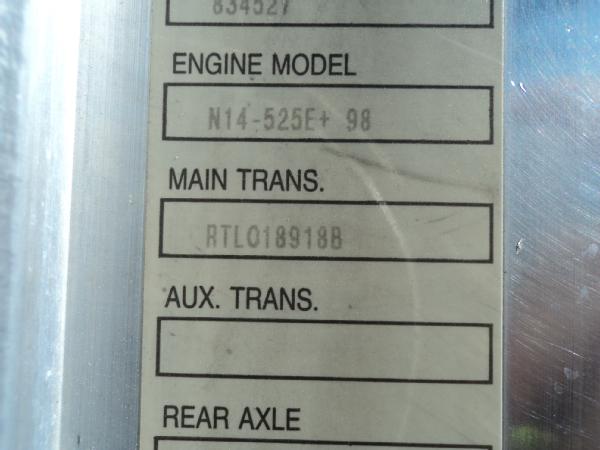 834527
ENGINE MODEL
N14-525E+ 98
MAIN TRANS.
RTLO18918B
AUX. TRANS.
REAR AXLE